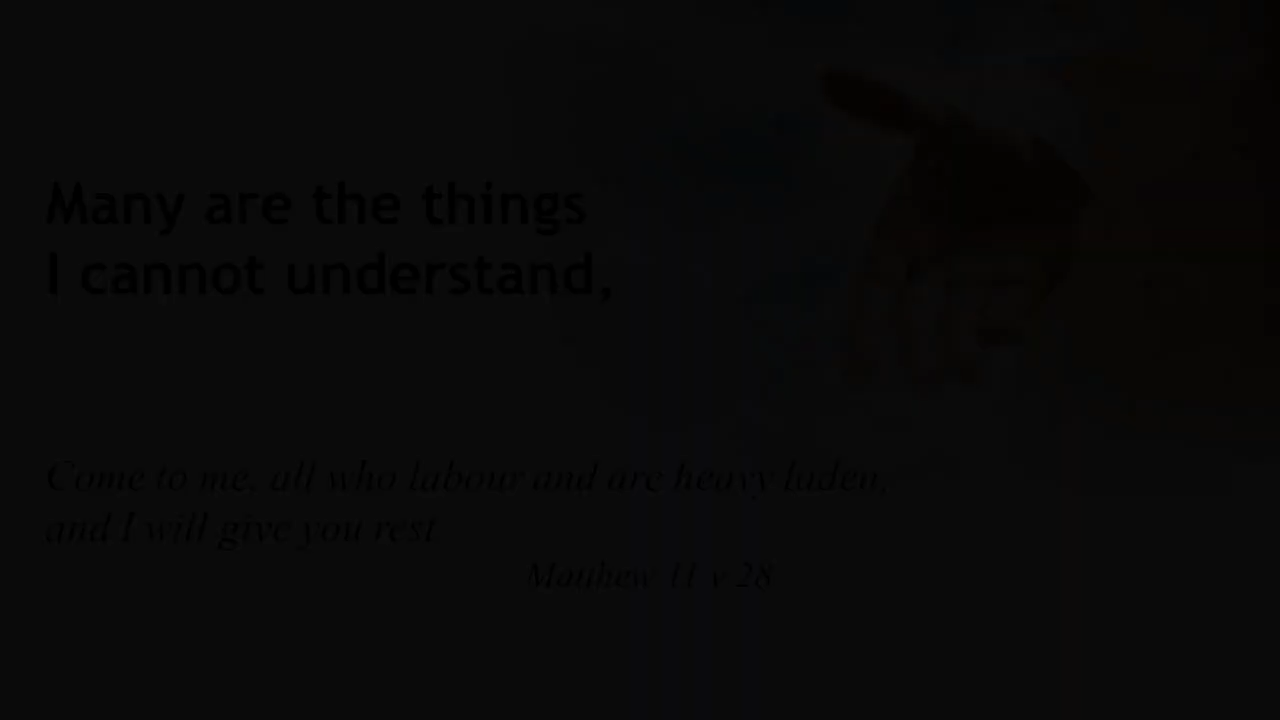 Many are the things
I cannot understand,
Come to me, all who labour and are heavy laden,
and I will give you rest
Matthew 11 v 28